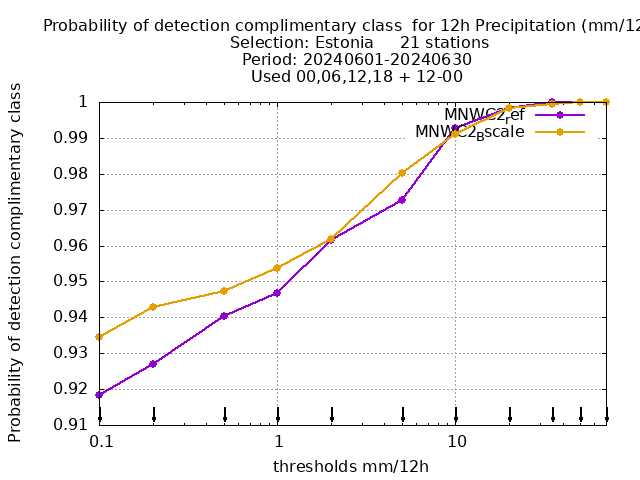 Probability of detection complimentary class for 12h Precipitation (mm/12
Selection: Estonia 21 stations
Period: 20240601-20240630
Used 00,06,12,18 + 12-00
Probability of detection complimentary class
1
0.99
0.98
0.97
0.96
0.95
0.94
0.93
0.92
0.91
MNWC2ref
MNWC2Bscale
0.1 1 10
thresholds mm/12h